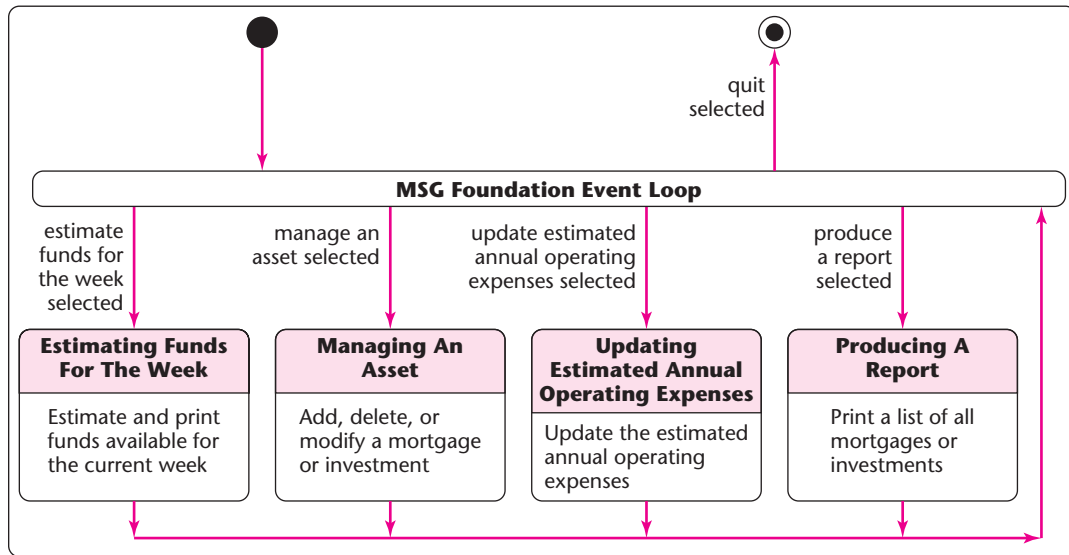 quit
selected
MSG Foundation Event Loop
estimate
funds for
the week
selected
manage an
asset selected
update estimated
annual operating
expenses selected
produce
a report
selected
Estimating Funds
For The Week
Estimate and print
funds available for
the current week
Managing An
Asset
Add, delete, or
modify a mortgage
or investment
Updating
Estimated Annual
Operating Expenses
Update the estimated
annual operating
expenses
Producing A
Report
Print a list of all
mortgages or
investments